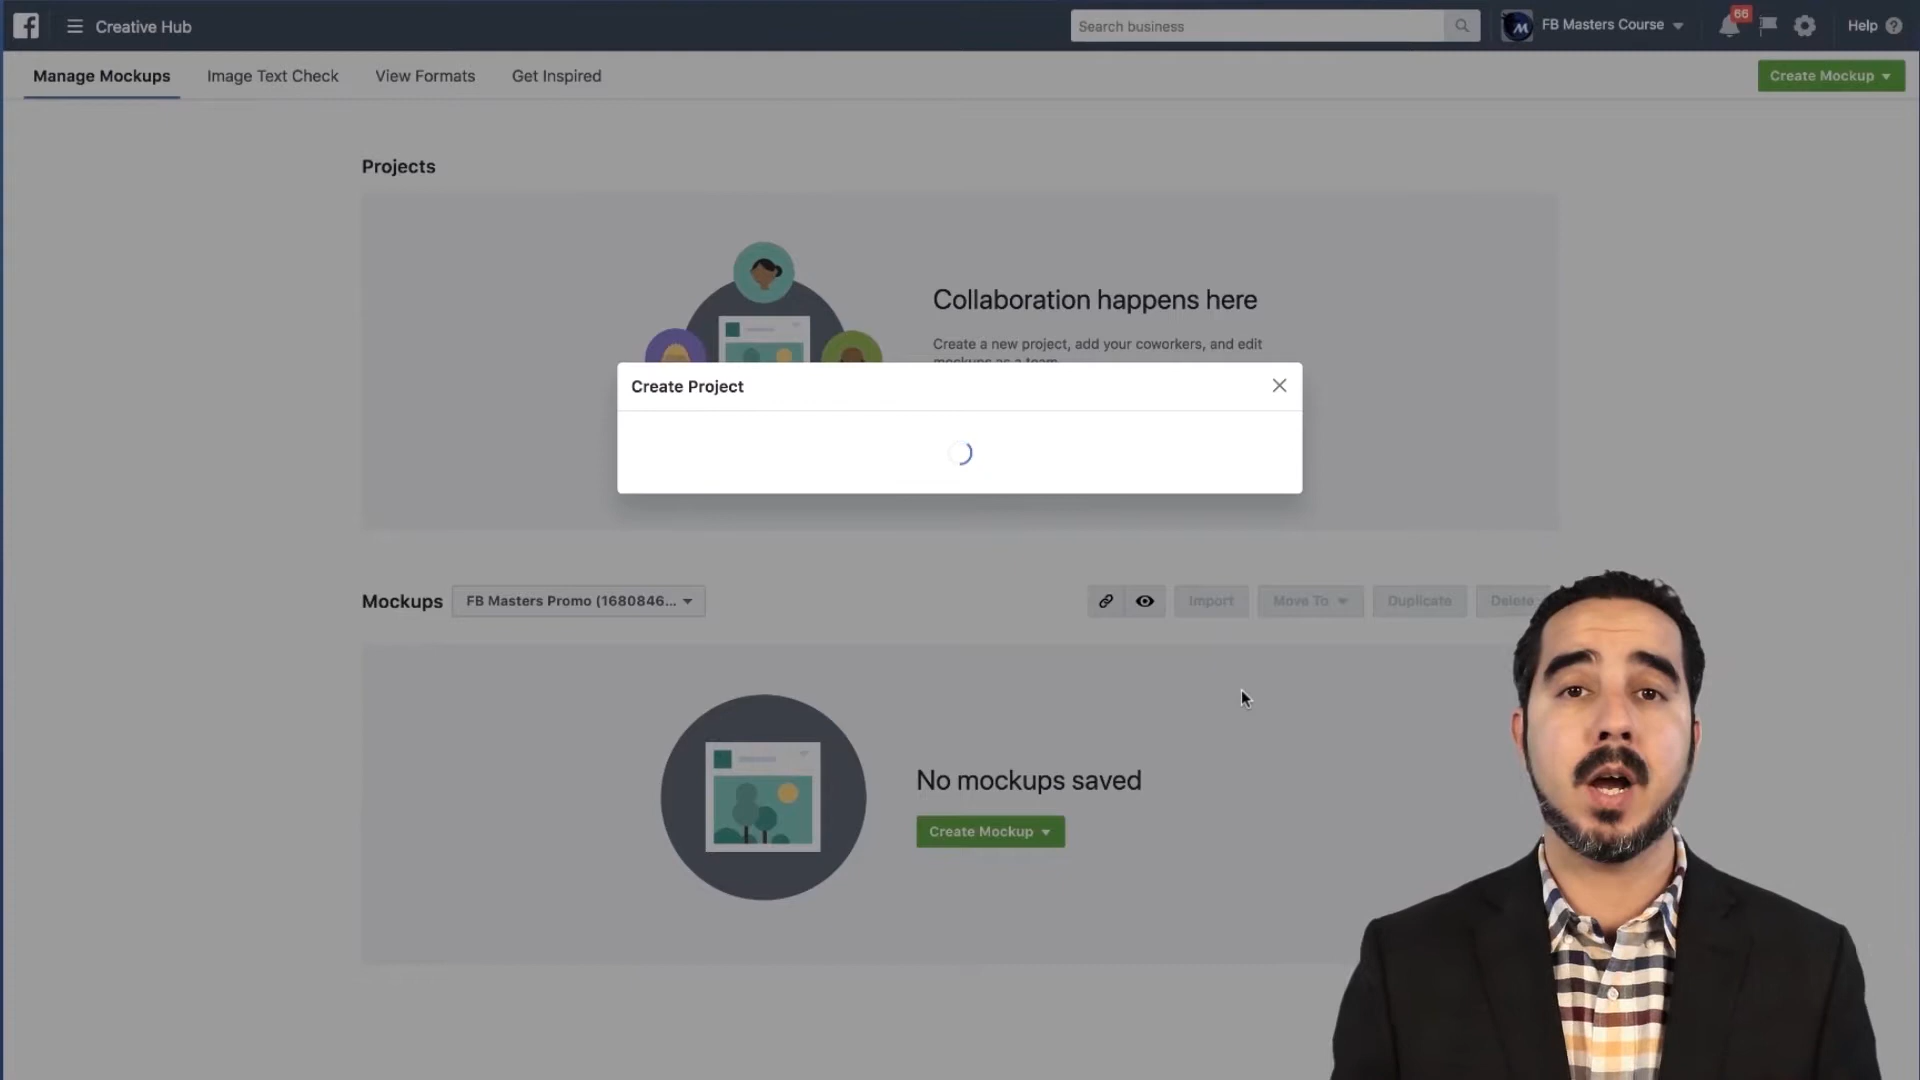 Creative Hub
Search business
FB Masters Course
66
Help
Manage Mockups
Image Text Check
View Formats
Get Inspired
Create Mockup
Projects
Collaboration happens here
Create a new project, add your coworkers, and edit
mockups as a team
Create Project
Mockups
FB Masters Promo (1680846...
Import
Move To
Duplicate
Delete
No mockups saved
Create Mockup